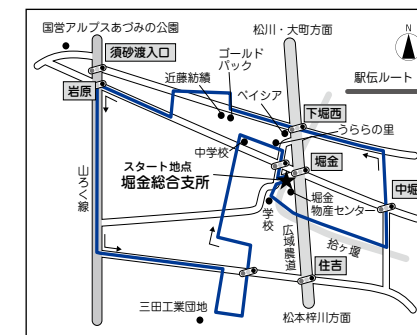 国営アルプスあづみの公園
松川・大町方面
N
須砂渡入口
ゴールド
パック
駅伝ルート
岩原
近藤紡績
ベイシア
下堀西
うららの里
中学校
スタート地点
堀金総合支所
堀金
中堀
堀金
物産センター
山ろく線
学校
広域農道
拾ヶ堰
住吉
三田工業団地
松本梓川方面